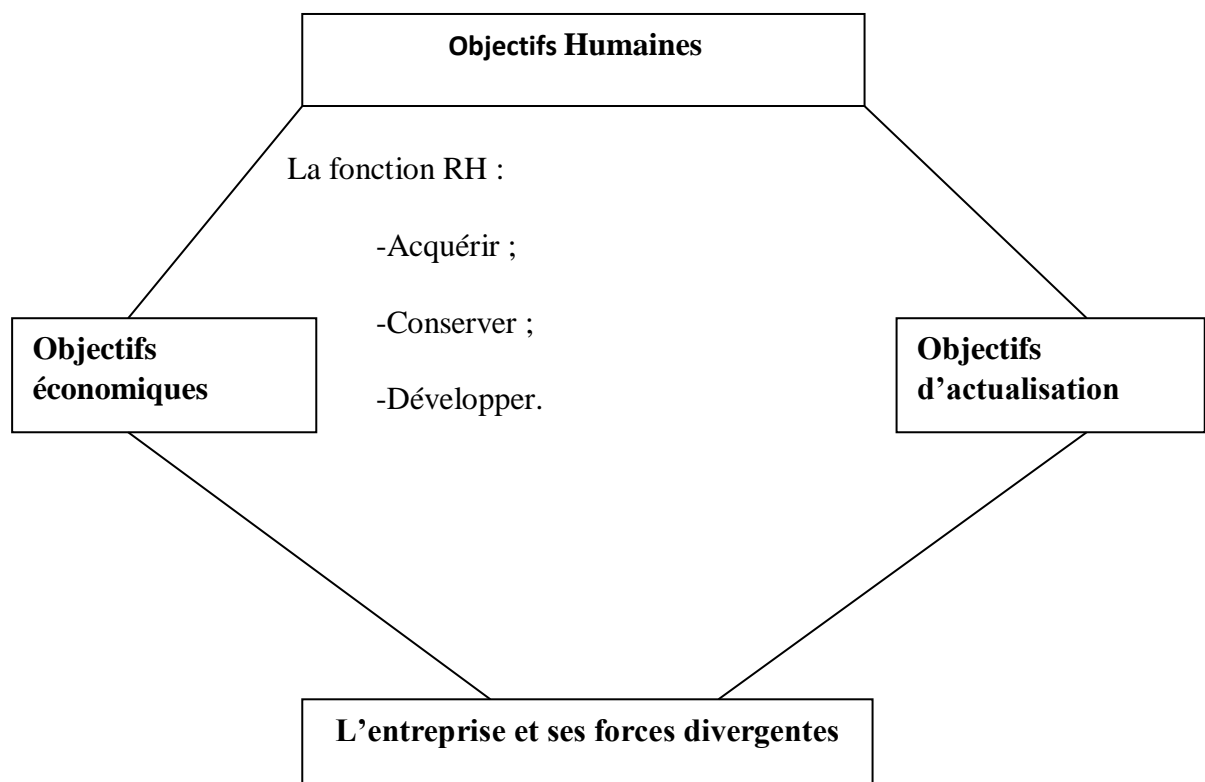 Objectifs Humaines
La fonction RH :
-Acquérir ;
-Conserver ;
-Développer.
Objectifs
économiques
Objectifs
d’actualisation
L’entreprise et ses forces divergentes